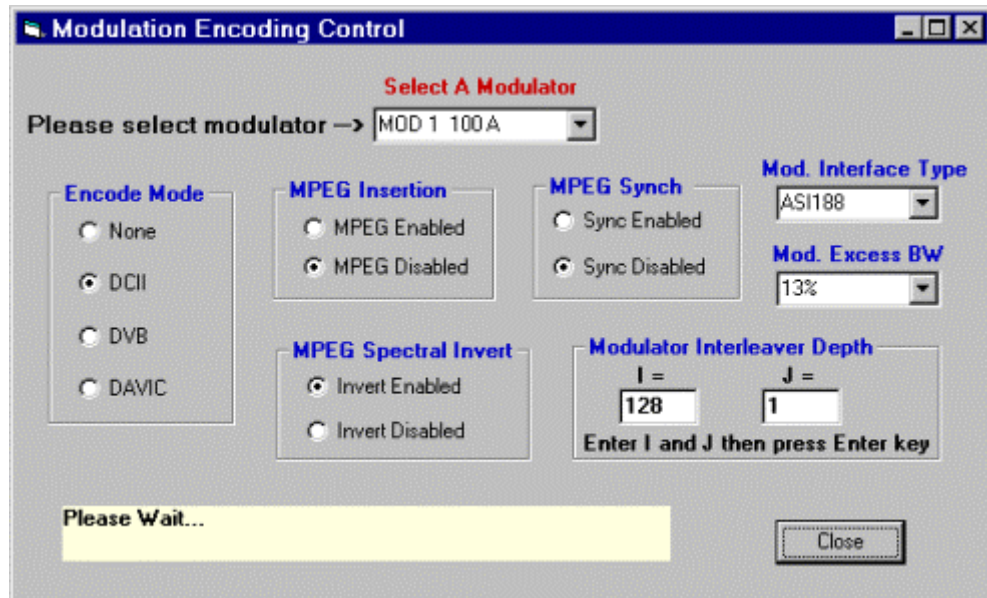 Modulation Encoding Control
Select A Modulator
Please select modulator --> MOD 1 100 A
Encode Mode
None
DCII
DVB
DAVIC
MPEG Insertion
MPEG Enabled
MPEG Disabled
MPEG Synch
Sync Enabled
Sync Disabled
Mod. Interface Type
ASI188
Mod. Excess BW
13%
MPEG Spectral Invert
Invert Enabled
Invert Disabled
Modulator Interleaver Depth
I = J =
128 1
Enter I and J then press Enter key
Please Wait...
Close